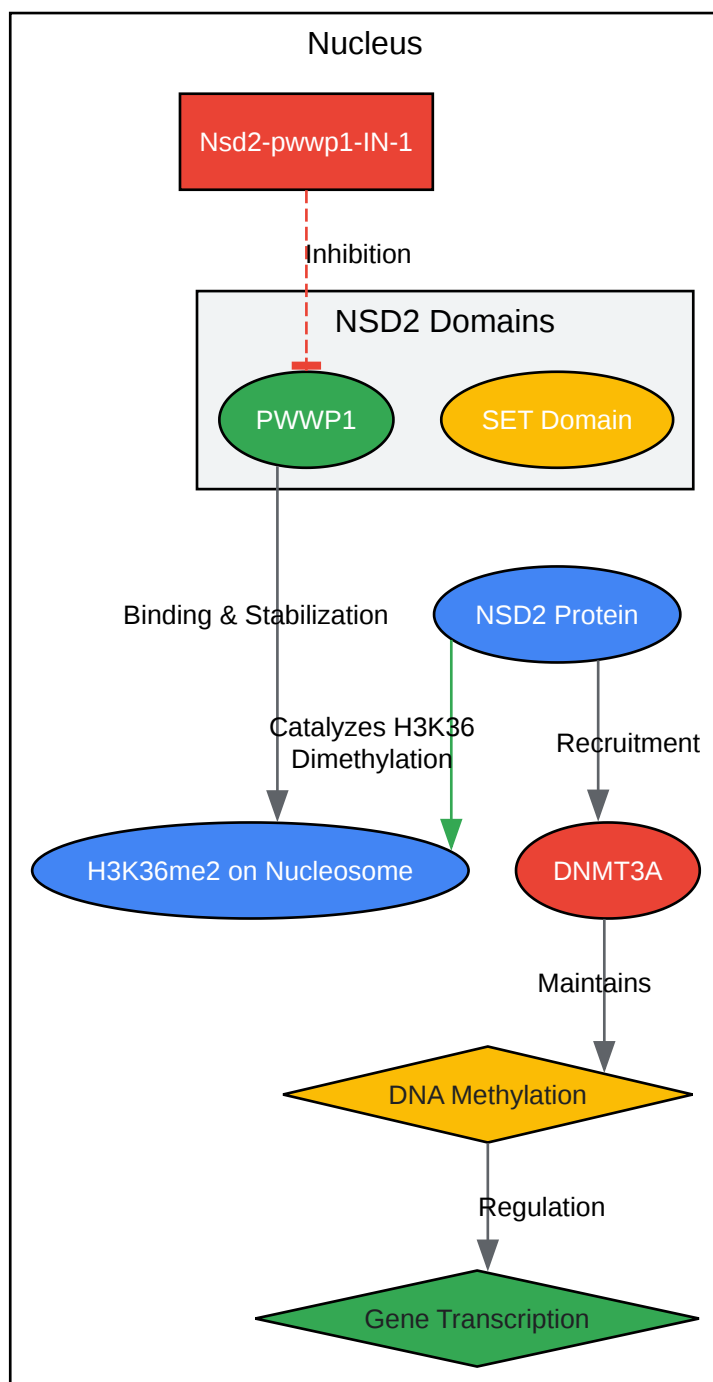 Nucleus
Nsd2-pwwp1-IN-1
Inhibition
NSD2 Domains
PWWP1
SET Domain
Binding & Stabilization
NSD2 Protein
Catalyzes H3K36
Dimethylation
Recruitment
H3K36me2 on Nucleosome
DNMT3A
Maintains
DNA Methylation
Regulation
Gene Transcription